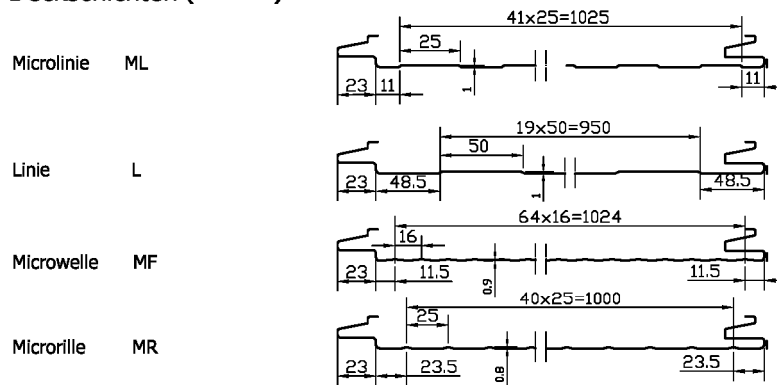 41x25=1025
25
Microlinie ML
1
23 11
11
19x50=950
50
Linie L
1
23 48.5
48.5
64x16=1024
16
Microwelle MF
23 11.5
0.9
11.5
40x25=1000
25
Microrille MR
23 23.5
0.8
23.5